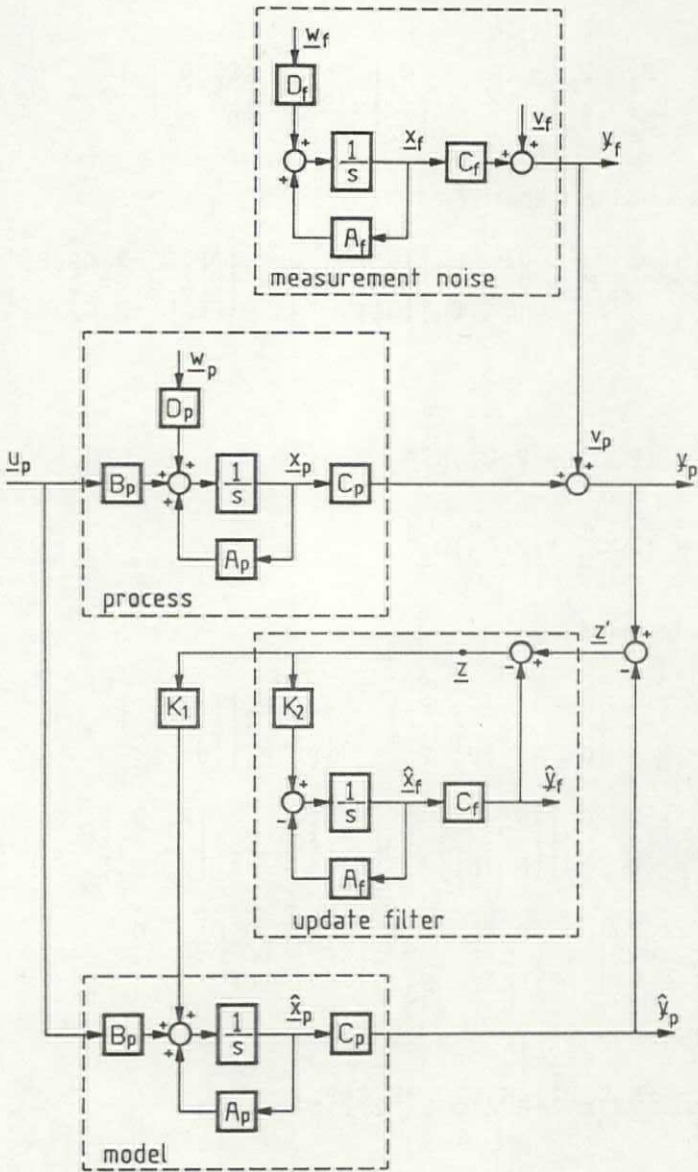 w_f
D_f
v_f
+ +
1/s
x_f
C_f
+ +
y_f
A_f
measurement noise
w_p
D_p
u_p
B_p
+ + +
1/s
x_p
C_p
v_p
+ +
y_p
A_p
process
z
- +
z'
+ -
K_1
K_2
+ -
1/s
x̂_f
C_f
ŷ_f
A_f
update filter
B_p
+ + +
1/s
x̂_p
C_p
ŷ_p
A_p
model